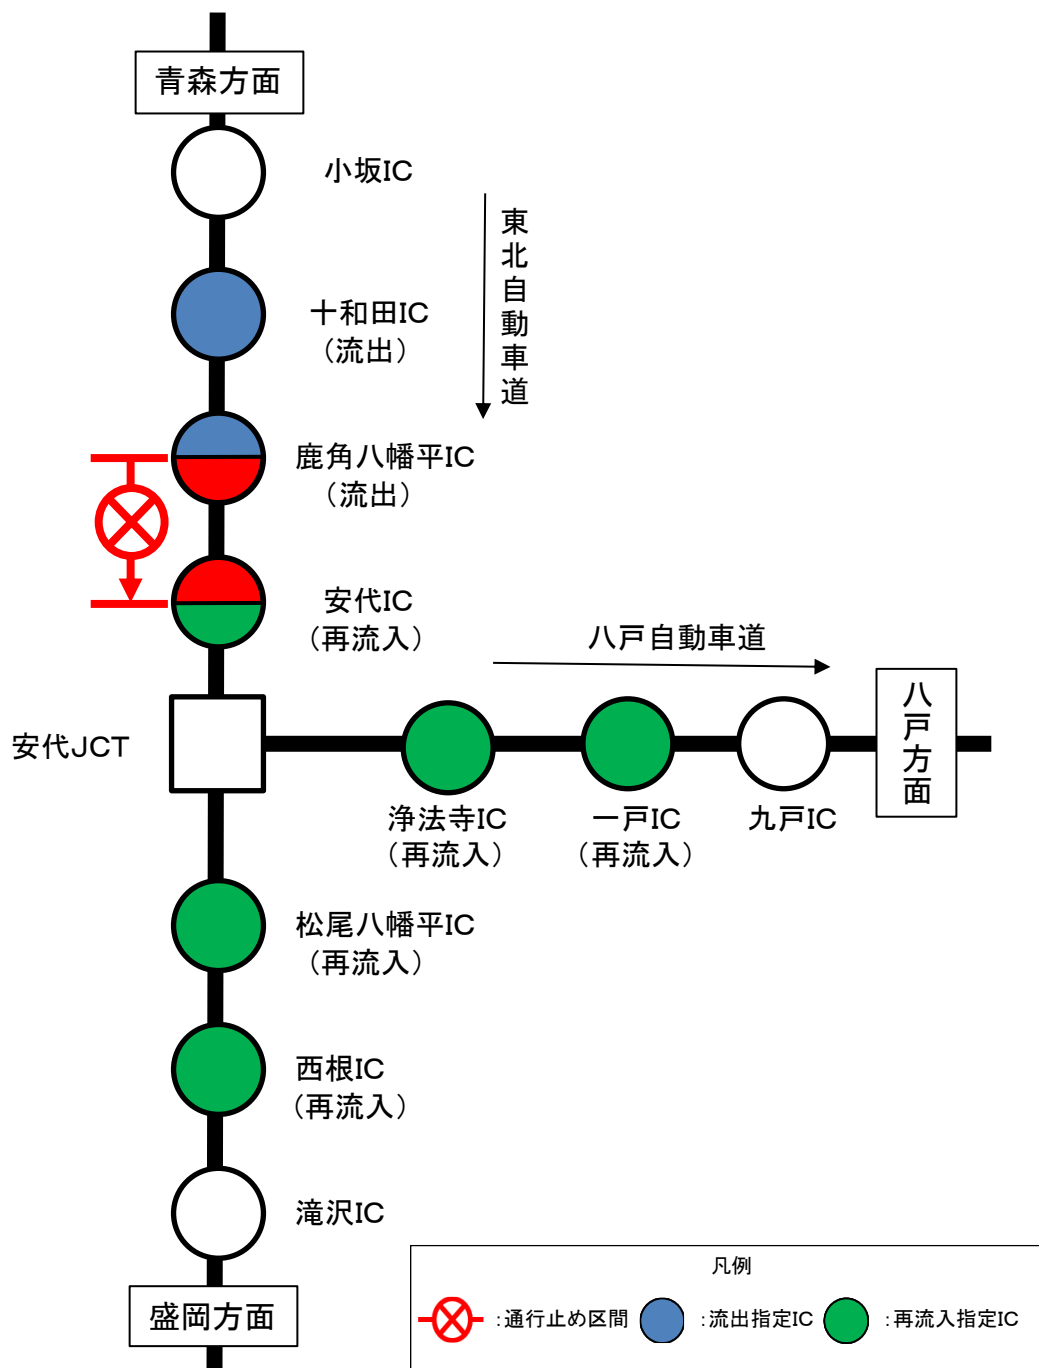 青森方面
小坂IC
東北自動車道
十和田IC
（流出）
鹿角八幡平IC
（流出）
安代IC
（再流入）
八戸自動車道
八戸方面
安代JCT
浄法寺IC
（再流入）
一戸IC
（再流入）
九戸IC
松尾八幡平IC
（再流入）
西根IC
（再流入）
滝沢IC
盛岡方面
凡例
：通行止め区間
：流出指定IC
：再流入指定IC